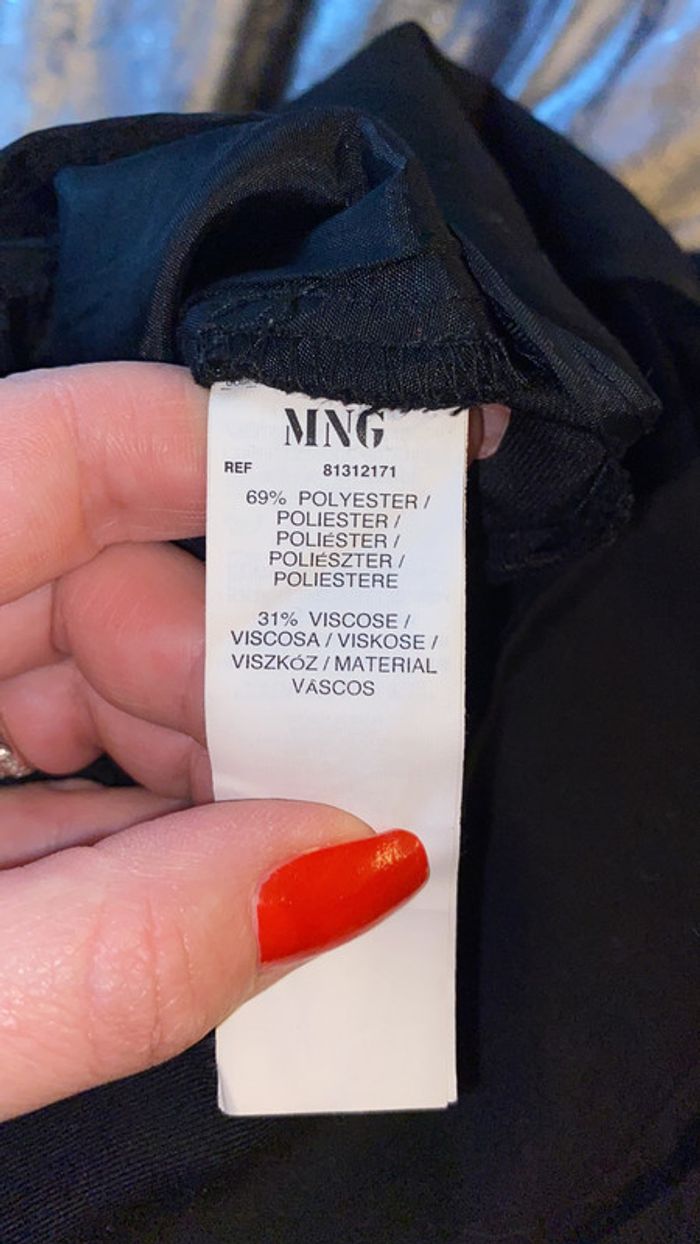 MNG
REF 81312171
69% POLYESTER /
POLIESTER /
POLIÉSTER /
POLIÉSZTER /
POLIESTERE
31% VISCOSE /
VISCOSA / VISKOSE /
VISZKÓZ / MATERIAL
VÂSCOS